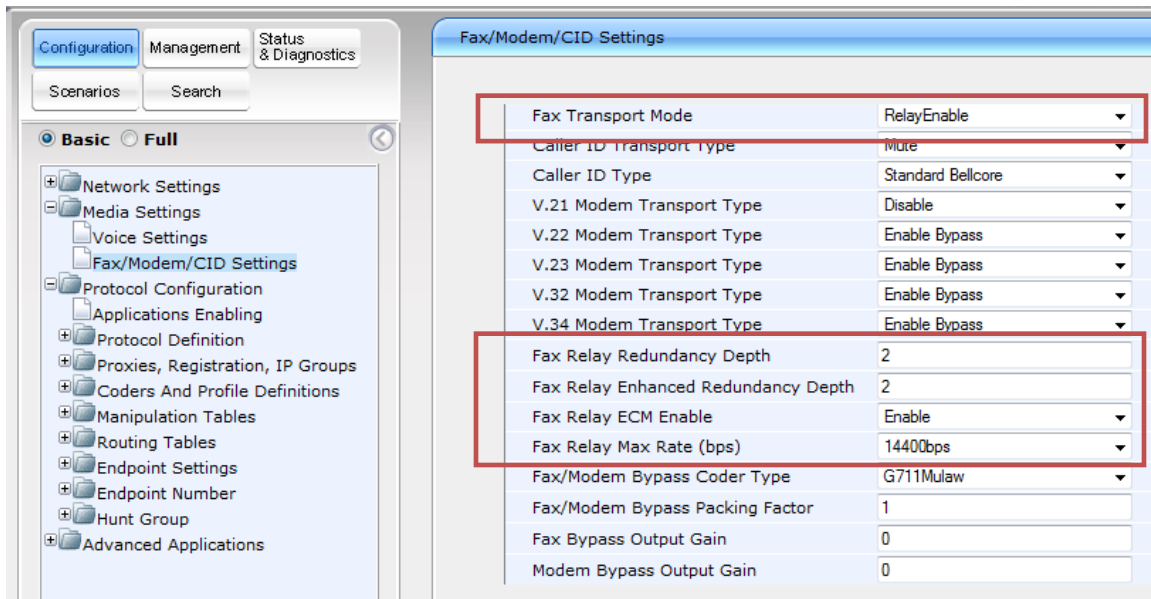 Configuration
Management
Status
& Diagnostics
Scenarios
Search
Basic
Full
Network Settings
Media Settings
Voice Settings
Fax/Modem/CID Settings
Protocol Configuration
Applications Enabling
Protocol Definition
Proxies, Registration, IP Groups
Coders And Profile Definitions
Manipulation Tables
Routing Tables
Endpoint Settings
Endpoint Number
Hunt Group
Advanced Applications
Fax/Modem/CID Settings
Fax Transport Mode RelayEnable
Caller ID Transport Type Mute
Caller ID Type Standard Bellcore
V.21 Modem Transport Type Disable
V.22 Modem Transport Type Enable Bypass
V.23 Modem Transport Type Enable Bypass
V.32 Modem Transport Type Enable Bypass
V.34 Modem Transport Type Enable Bypass
Fax Relay Redundancy Depth 2
Fax Relay Enhanced Redundancy Depth 2
Fax Relay ECM Enable Enable
Fax Relay Max Rate (bps) 14400bps
Fax/Modem Bypass Coder Type G711Mulaw
Fax/Modem Bypass Packing Factor 1
Fax Bypass Output Gain 0
Modem Bypass Output Gain 0